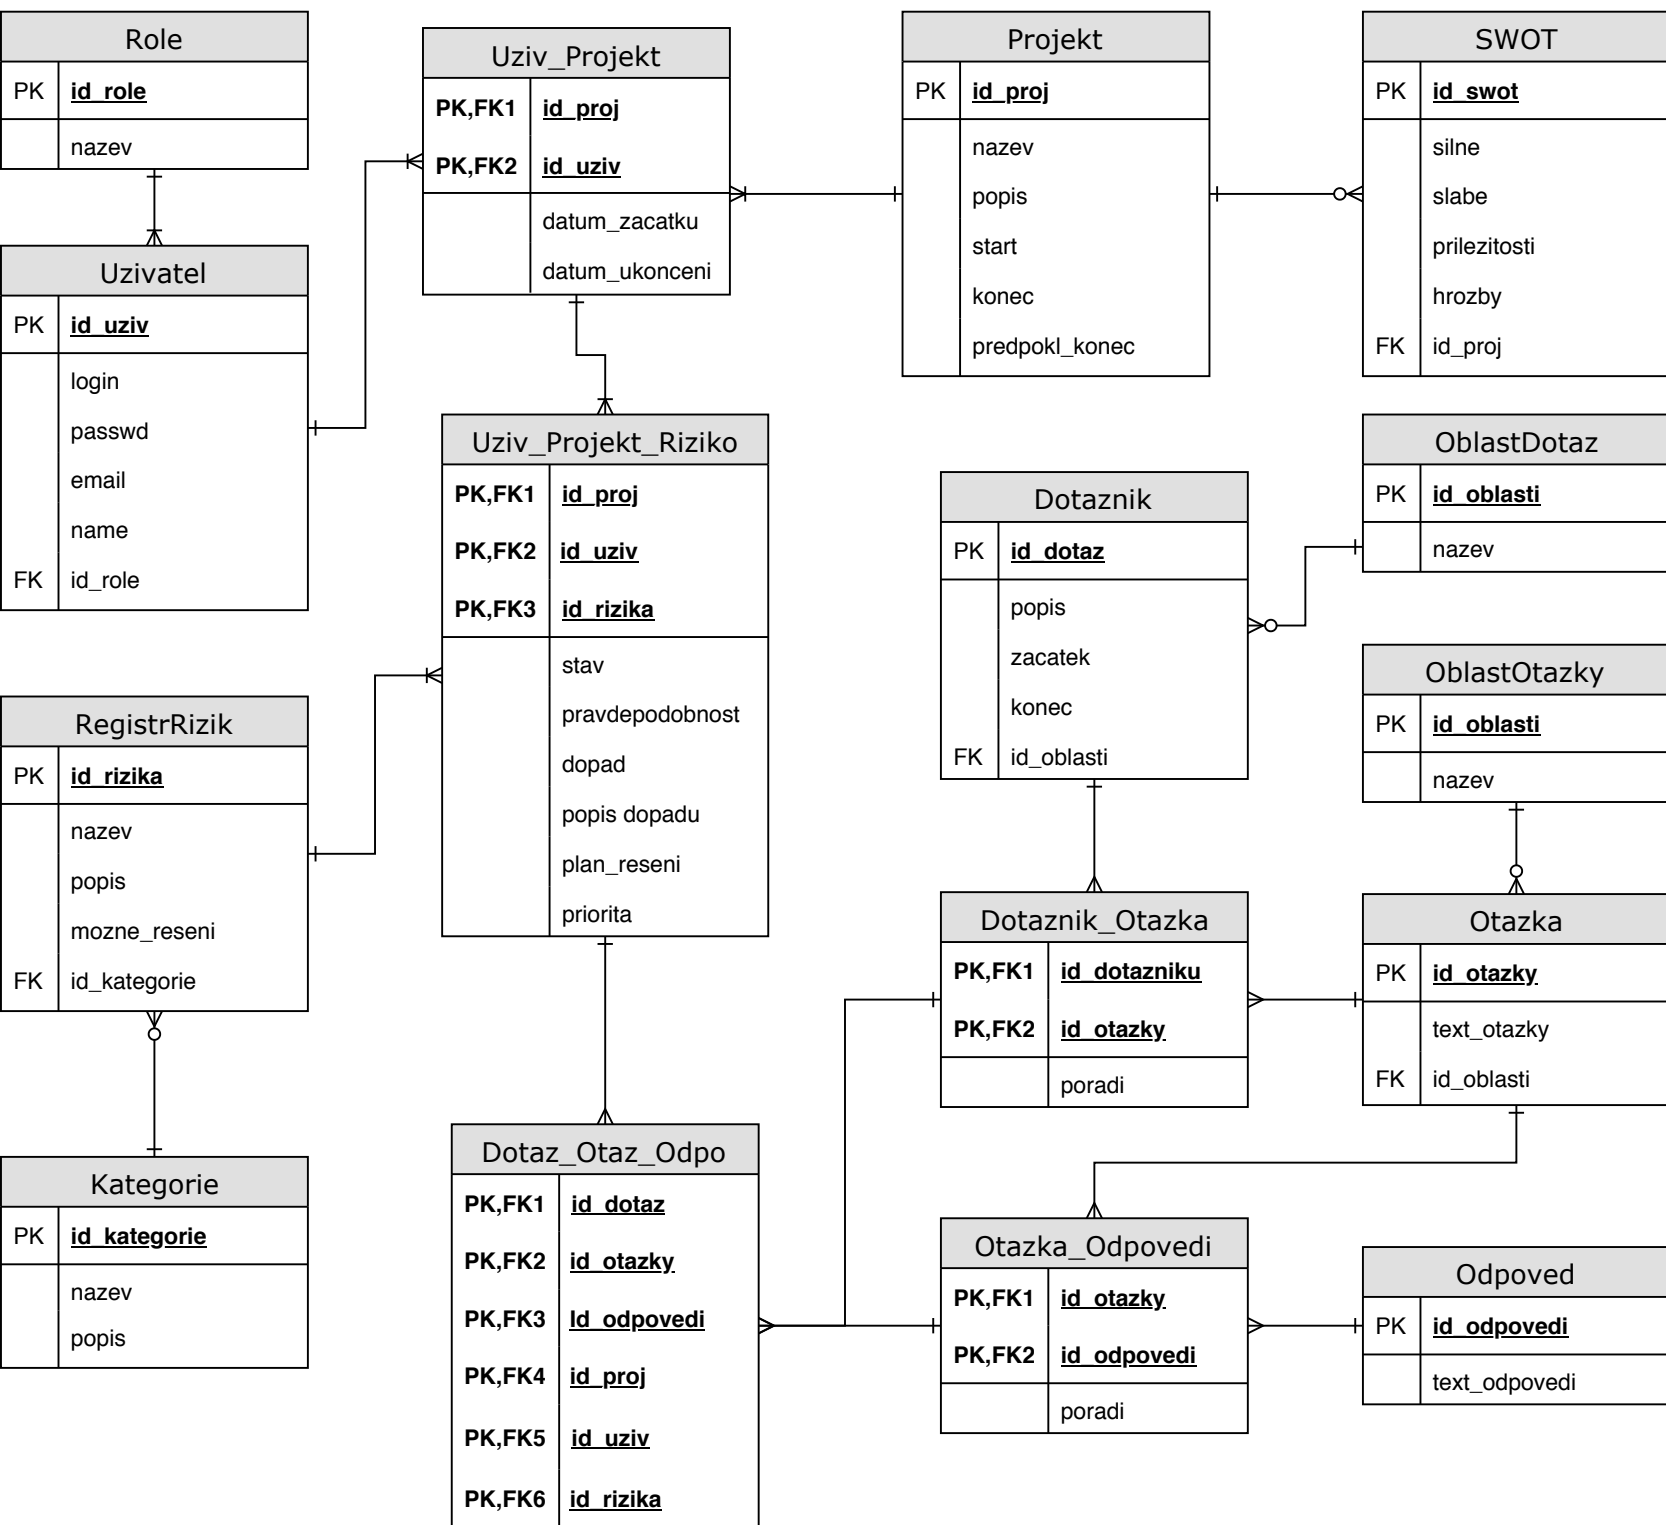 Role
PK id_role
nazev
Uzivatel
PK id_uziv
login
passwd
email
name
FK id_role
RegistrRizik
PK id_rizika
nazev
popis
mozne_reseni
FK id_kategorie
Kategorie
PK id_kategorie
nazev
popis
Uziv_Projekt
PK,FK1 id_proj
PK,FK2 id_uziv
datum_zacatku
datum_ukonceni
Uziv_Projekt_Riziko
PK,FK1 id_proj
PK,FK2 id_uziv
PK,FK3 id_rizika
stav
pravdepodobnost
dopad
popis dopadu
plan_reseni
priorita
Dotaz_Otaz_Odpo
PK,FK1 id_dotaz
PK,FK2 id_otazky
PK,FK3 Id_odpovedi
PK,FK4 id_proj
PK,FK5 id_uziv
PK,FK6 id_rizika
Projekt
PK id_proj
nazev
popis
start
konec
predpokl_konec
Dotaznik
PK id_dotaz
popis
zacatek
konec
FK id_oblasti
Dotaznik_Otazka
PK,FK1 id_dotazniku
PK,FK2 id_otazky
poradi
Otazka_Odpovedi
PK,FK1 id_otazky
PK,FK2 id_odpovedi
poradi
SWOT
PK id_swot
silne
slabe
prilezitosti
hrozby
FK id_proj
OblastDotaz
PK id_oblasti
nazev
OblastOtazky
PK id_oblasti
nazev
Otazka
PK id_otazky
text_otazky
FK id_oblasti
Odpoved
PK id_odpovedi
text_odpovedi